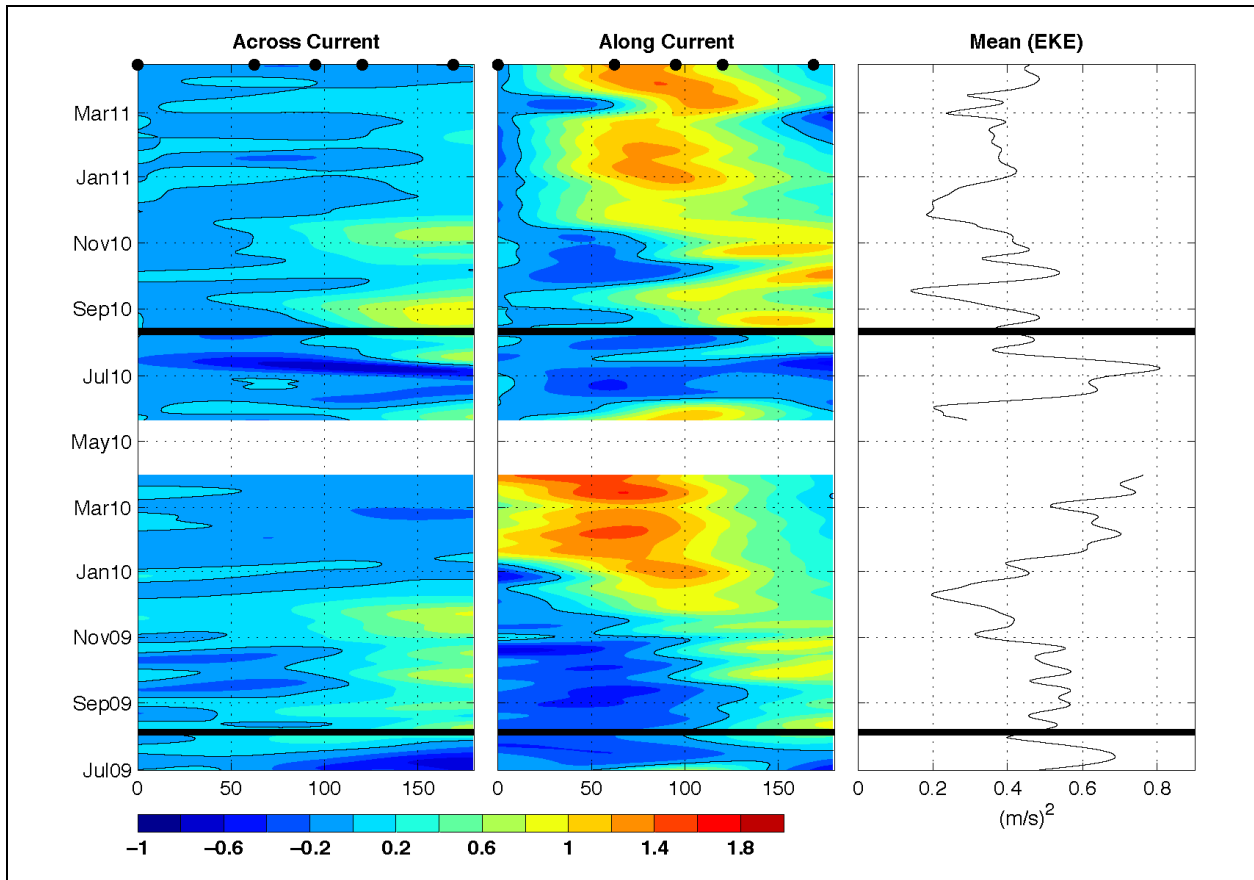 Across Current
Along Current
Mean (EKE)
Mar11
Jan11
Nov10
Sep10
Jul10
May10
Mar10
Jan10
Nov09
Sep09
Jul09
0 50 100 150
0 50 100 150
0 0.2 0.4 0.6 0.8
(m/s)²
−1 −0.6 −0.2 0.2 0.6 1 1.4 1.8